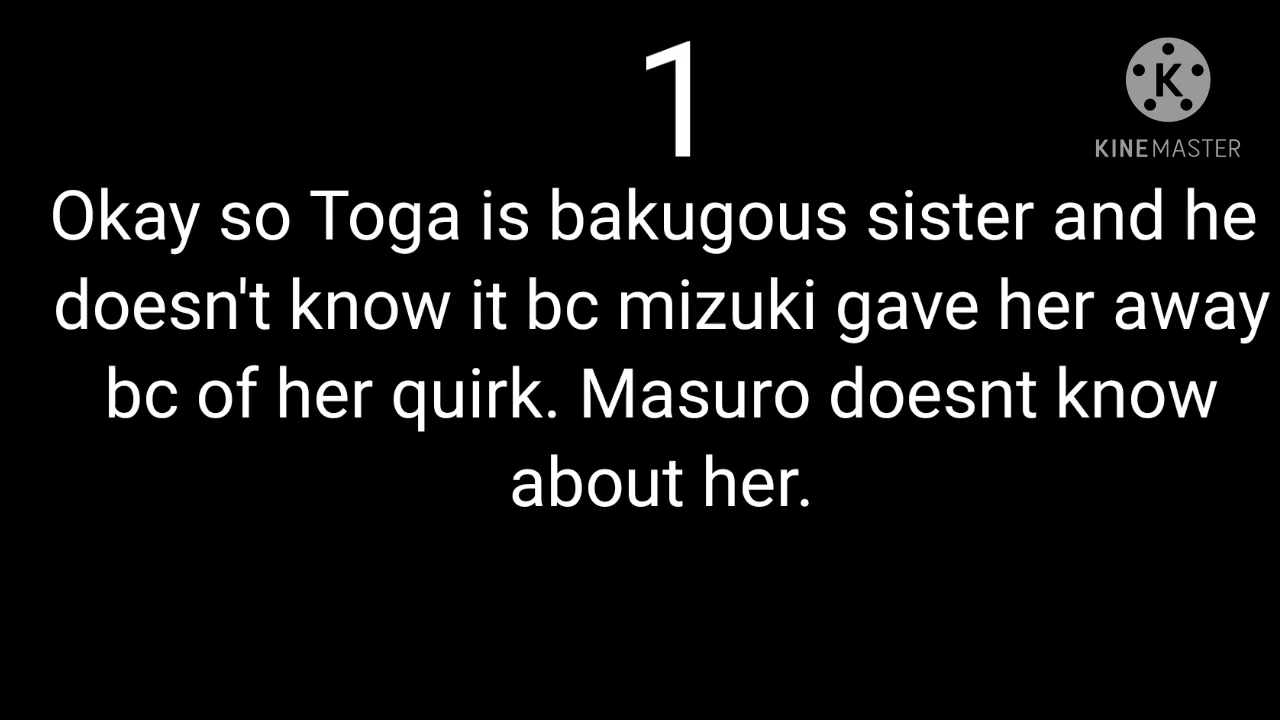 1
K
KINEMASTER
Okay so Toga is bakugous sister and he
doesn't know it bc mizuki gave her away
bc of her quirk. Masuro doesnt know
about her.